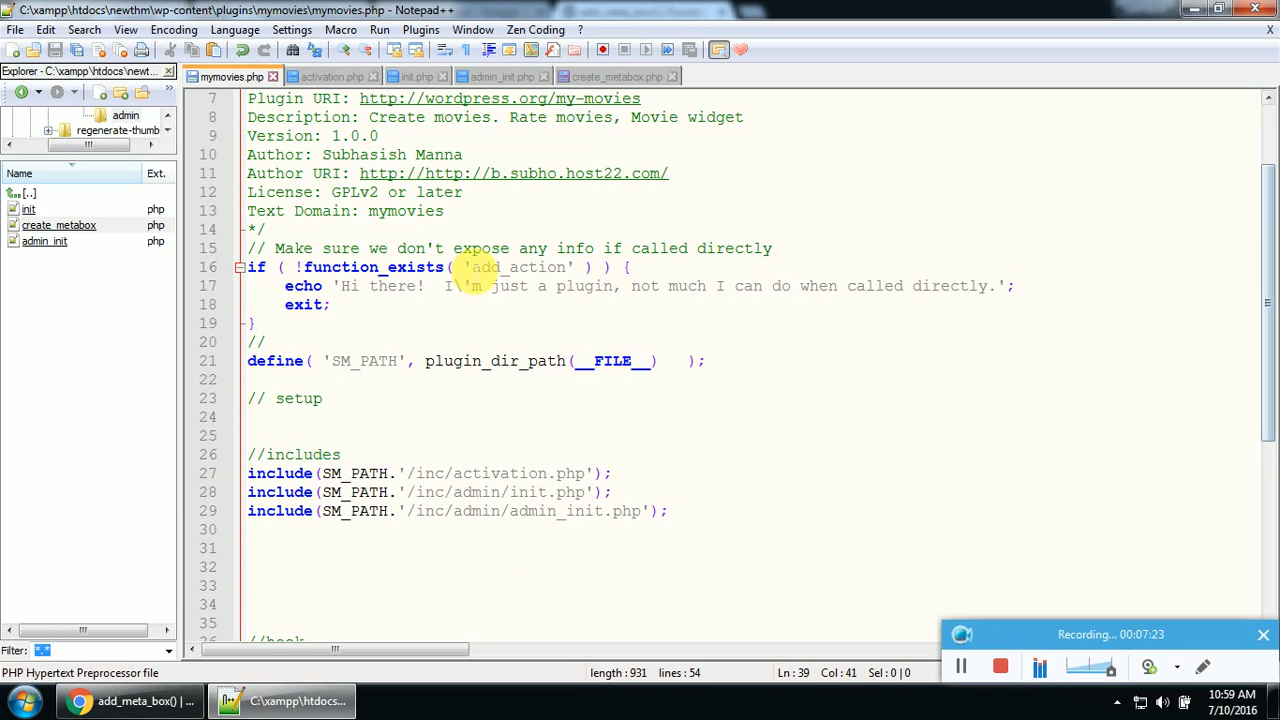 C:\xampp\htdocs\newthm\wp-content\plugins\mymovies\mymovies.php - Notepad++
File Edit Search View Encoding Language Settings Macro Run Plugins Window Zen Coding ? X
Explorer - C:\xampp\htdocs\newt...
mymovies.php activation.php init.php admin_init.php create_metabox.php
admin
regenerate-thumb
Name Ext.
[..]
init php
create_metabox php
admin_init php
Filter: *.*
7 Plugin URI: http://wordpress.org/my-movies
8 Description: Create movies. Rate movies, Movie widget
9 Version: 1.0.0
10 Author: Subhasish Manna
11 Author URI: http://http://b.subho.host22.com/
12 License: GPLv2 or later
13 Text Domain: mymovies
14 */
15 // Make sure we don't expose any info if called directly
16 if ( !function_exists( 'add_action' ) ) {
17 echo 'Hi there!  I\'m just a plugin, not much I can do when called directly.';
18 exit;
19 }
20 //
21 define( 'SM_PATH', plugin_dir_path(__FILE__)   );
22
23 // setup
24
25
26 //includes
27 include(SM_PATH.'/inc/activation.php');
28 include(SM_PATH.'/inc/admin/init.php');
29 include(SM_PATH.'/inc/admin/admin_init.php');
30
31
32
33
34
35
36 //hook
Recording... 00:07:23
PHP Hypertext Preprocessor file length : 931 lines : 54 Ln : 39 Col : 41 Sel : 0 | 0
add_meta_box() | ...
C:\xampp\htdocs...
10:59 AM
7/10/2016